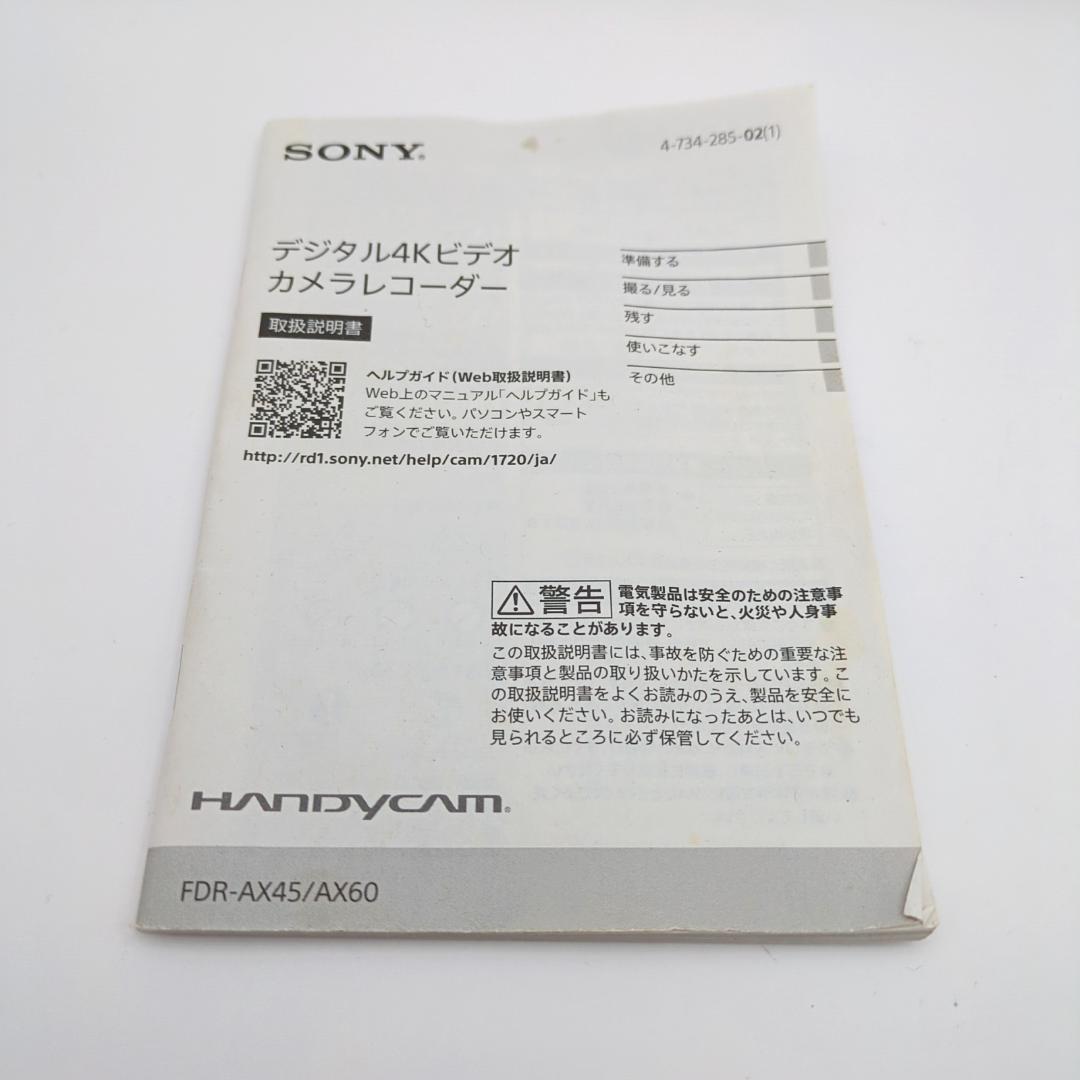 SONY®
4-734-285-02(1)
デジタル4Kビデオ
カメラレコーダー
取扱説明書
準備する
撮る/見る
残す
使いこなす
その他
ヘルプガイド(Web取扱説明書)
Web上のマニュアル「ヘルプガイド」も
ご覧ください。パソコンやスマート
フォンでご覧いただけます。
http://rd1.sony.net/help/cam/1720/ja/
警告
電気製品は安全のための注意事
項を守らないと、火災や人身事
故になることがあります。
この取扱説明書には、事故を防ぐための重要な注
意事項と製品の取り扱いかたを示しています。こ
の取扱説明書をよくお読みのうえ、製品を安全に
お使いください。お読みになったあとは、いつでも
見られるところに必ず保管してください。
HANDYCAM®
FDR-AX45/AX60